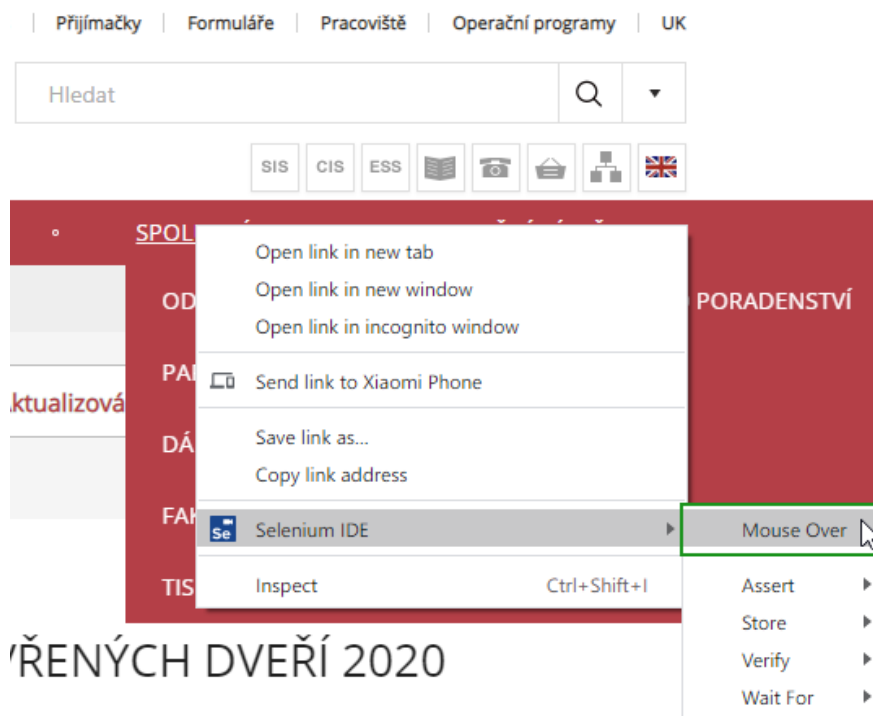 Přijímačky Formuláře Pracoviště Operační programy UK
Hledat
SIS CIS ESS
Open link in new tab
Open link in new window
PORADENSTVÍ
Open link in incognito window
Send link to Xiaomi Phone
Save link as...
Copy link address
Se Selenium IDE
Mouse Over
Inspect Ctrl+Shift+I
Assert
Store
Verify
Wait For
DVEŘÍ 2020